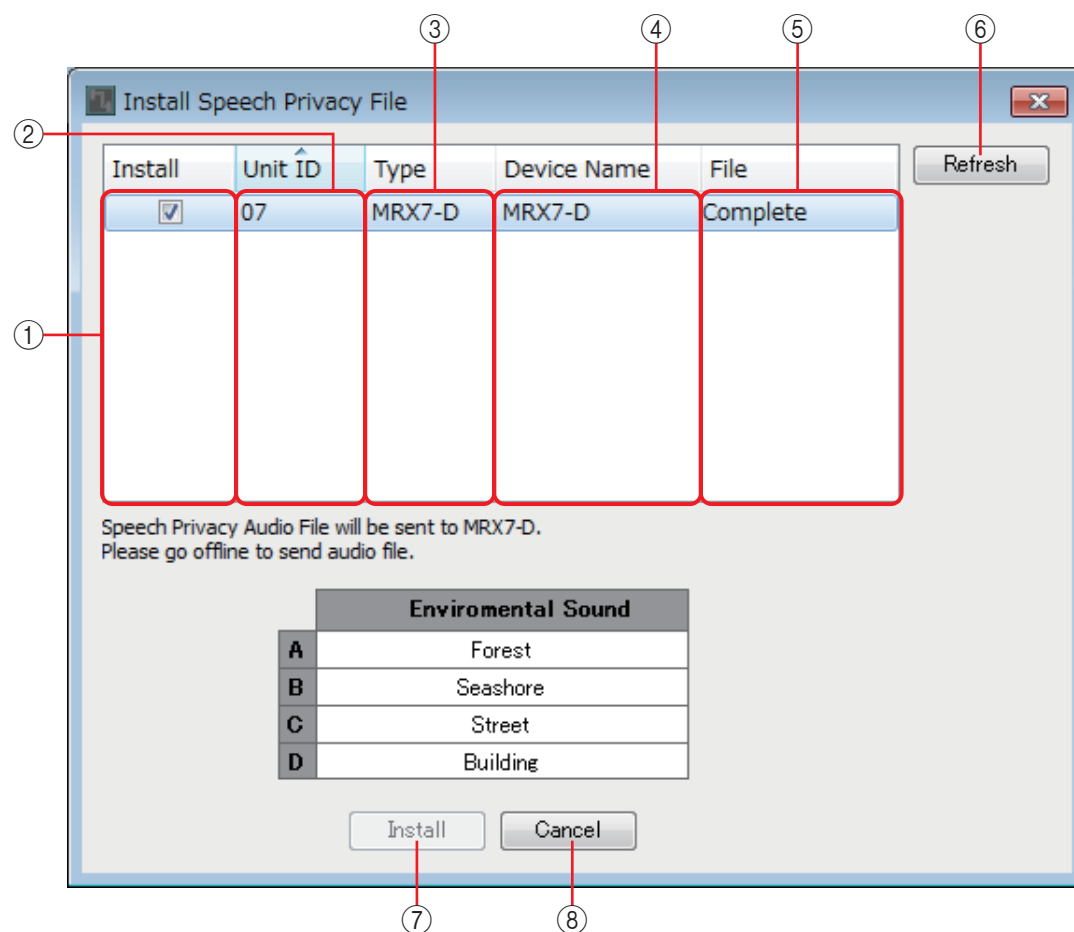 ③ ④ ⑤ ⑥
Install Speech Privacy File
②
Install Unit ID Type Device Name File Refresh
07 MRX7-D MRX7-D Complete
①
Speech Privacy Audio File will be sent to MRX7-D.
Please go offline to send audio file.
Enviromental Sound
A Forest
B Seashore
C Street
D Building
Install Cancel
⑦ ⑧